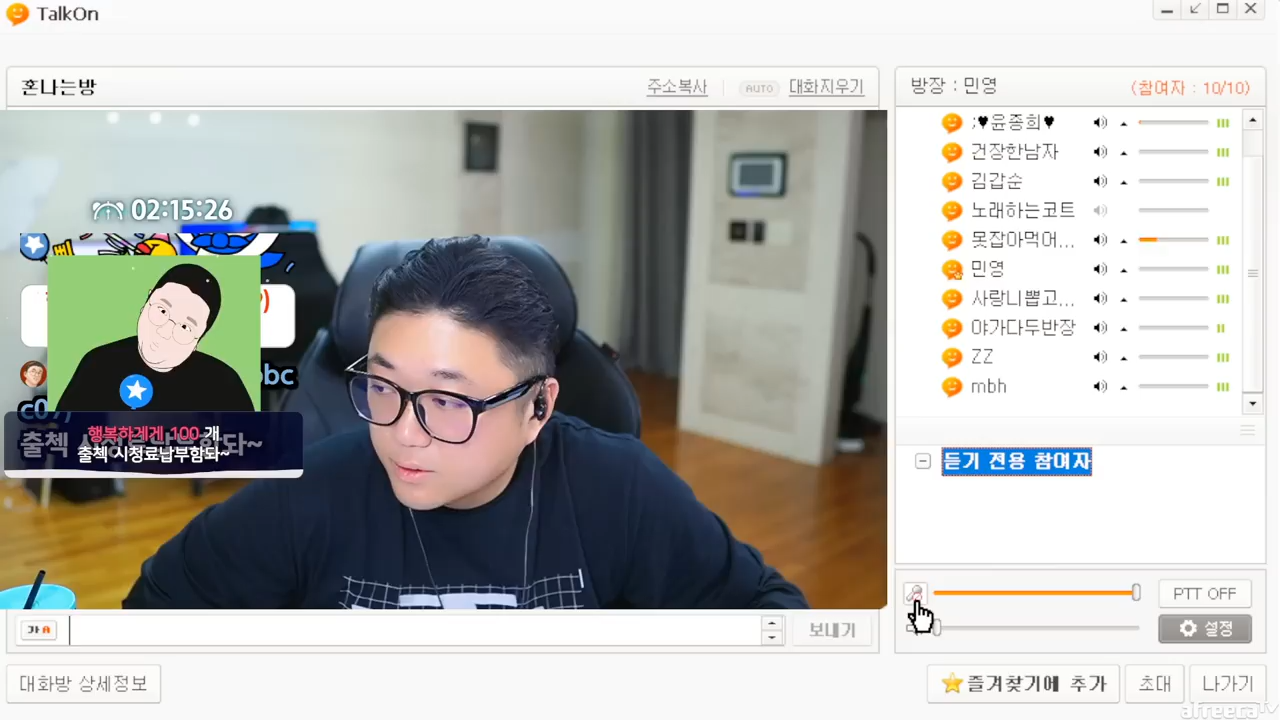 TalkOn
혼나는방
주소복사
AUTO
대화지우기
방장 : 민영
(참여자 : 10/10)
;♥윤종희♥
건장한남자
김갑순
노래하는코트
못잡아먹어...
민영
사랑니뽑고...
야가다두반장
ZZ
mbh
02:15:26
행복하게게 100 개
출첵 시청료납부함돠~
듣기 전용 참여자
PTT OFF
설정
가A
보내기
대화방 상세정보
즐겨찾기에 추가
초대
나가기
afreecaTV